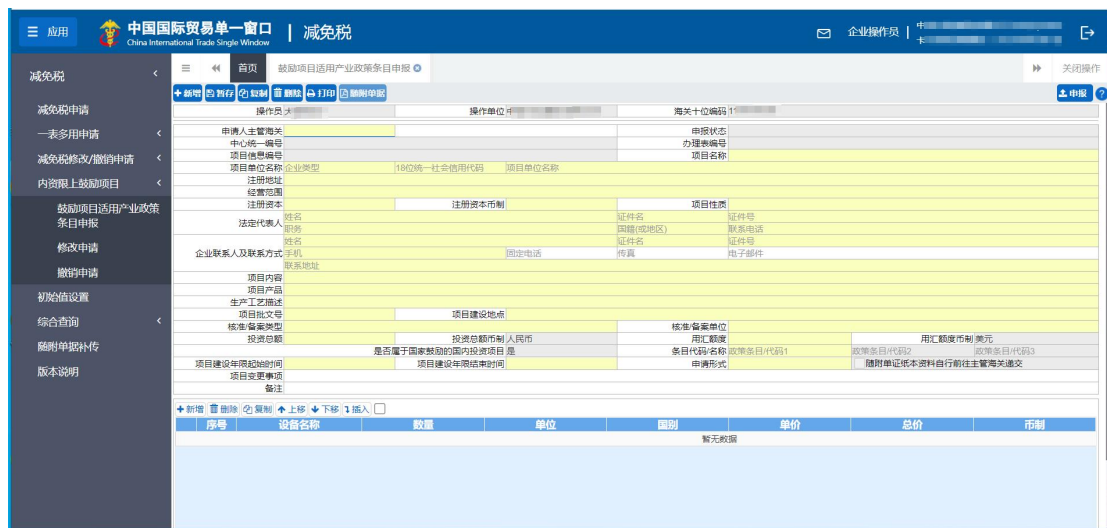 应用
中国国际贸易单一窗口 | 减免税
China International Trade Single Window
企业操作员
减免税
首页 鼓励项目适用产业政策条目申报 关闭操作
新增 暂存 复制 删除 打印 随附单据 申报
减免税申请
一表多用申请
减免税修改/撤销申请
内资限上鼓励项目
鼓励项目适用产业政策
条目申报
修改申请
撤销申请
初始值设置
综合查询
随附单据补传
版本说明
操作员 操作单位 海关十位编码
申请人主管海关 申报状态
中心统一编号 办理表编号
项目信息编号 项目名称
项目单位名称 企业类型 18位统一社会信用代码 项目单位名称
注册地址
经营范围
注册资本 注册资本币制 项目性质
法定代表人 姓名 证件名 证件号
职务 国籍(或地区) 联系电话
姓名 证件名 证件号
企业联系人及联系方式 手机 固定电话 传真 电子邮件
联系地址
项目内容
项目产品
生产工艺描述
项目批文号 项目建设地点
核准/备案类型 核准/备案单位
投资总额 投资总额币制 人民币 用汇额度 用汇额度币制 美元
是否属于国家鼓励的国内投资项目 是 条目代码/名称 政策条目/代码1 政策条目/代码2 政策条目/代码3
项目建设年限起始时间 项目建设年限结束时间 申请形式 随附单证纸本资料自行前往主管海关递交
项目变更事项
备注
新增 删除 复制 上移 下移 插入
序号 设备名称 数量 单位 国别 单价 总价 币制
暂无数据